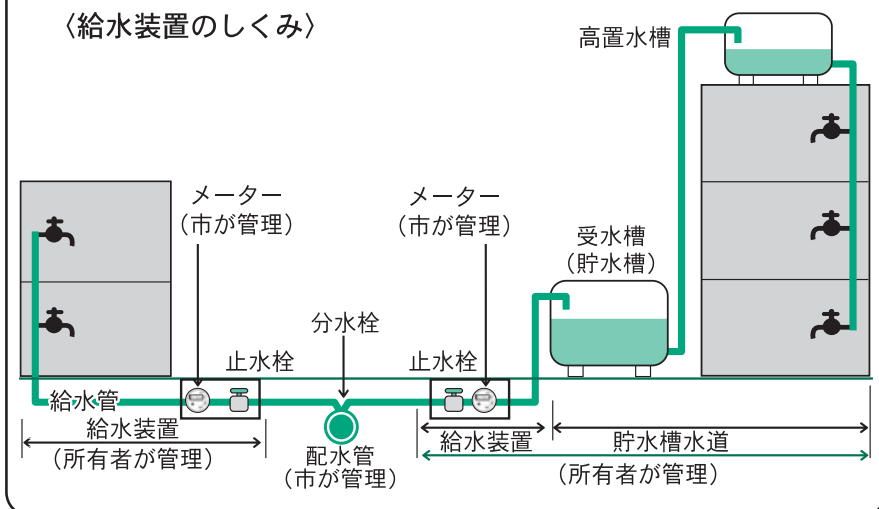 〈給水装置のしくみ〉
高置水槽
メーター
(市が管理)
メーター
(市が管理)
受水槽
(貯水槽)
分水栓
止水栓
止水栓
給水管
給水装置
(所有者が管理)
配水管
(市が管理)
給水装置
貯水槽水道
(所有者が管理)